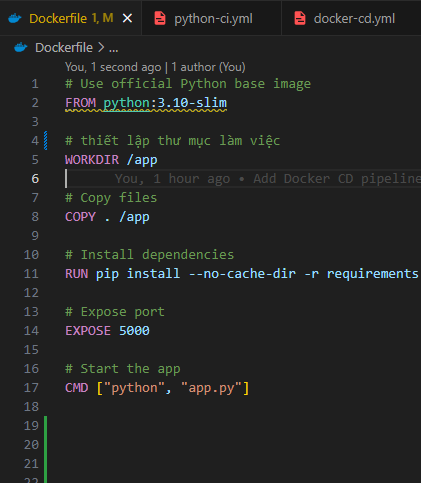 Dockerfile 1, M
python-ci.yml
docker-cd.yml
Dockerfile > ...
You, 1 second ago | 1 author (You)
1 # Use official Python base image
2 FROM python:3.10-slim
3
4 # thiết lập thư mục làm việc
5 WORKDIR /app
6 You, 1 hour ago • Add Docker CD pipeline
7 # Copy files
8 COPY . /app
9
10 # Install dependencies
11 RUN pip install --no-cache-dir -r requirements
12
13 # Expose port
14 EXPOSE 5000
15
16 # Start the app
17 CMD ["python", "app.py"]
18
19
20
21
22